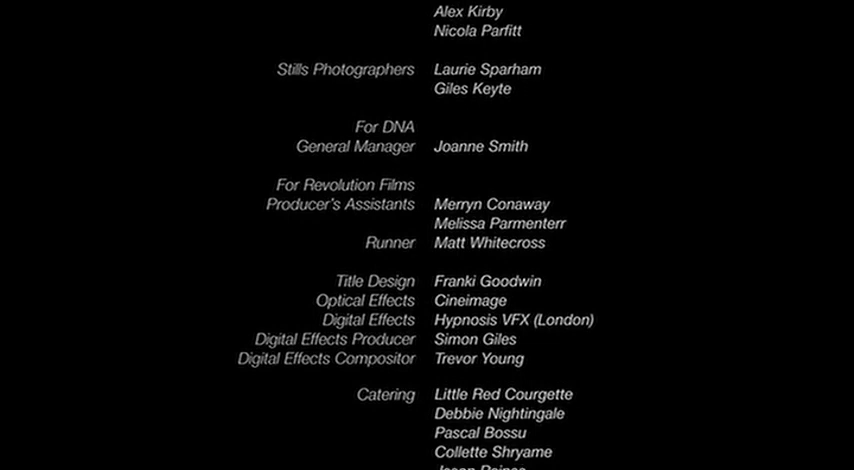 Alex Kirby
Nicola Parfitt
Stills Photographers Laurie Sparham
Giles Keyte
For DNA
General Manager Joanne Smith
For Revolution Films
Producer's Assistants Merryn Conaway
Melissa Parmenterr
Runner Matt Whitecross
Title Design Franki Goodwin
Optical Effects Cineimage
Digital Effects Hypnosis VFX (London)
Digital Effects Producer Simon Giles
Digital Effects Compositor Trevor Young
Catering Little Red Courgette
Debbie Nightingale
Pascal Bossu
Collette Shryame